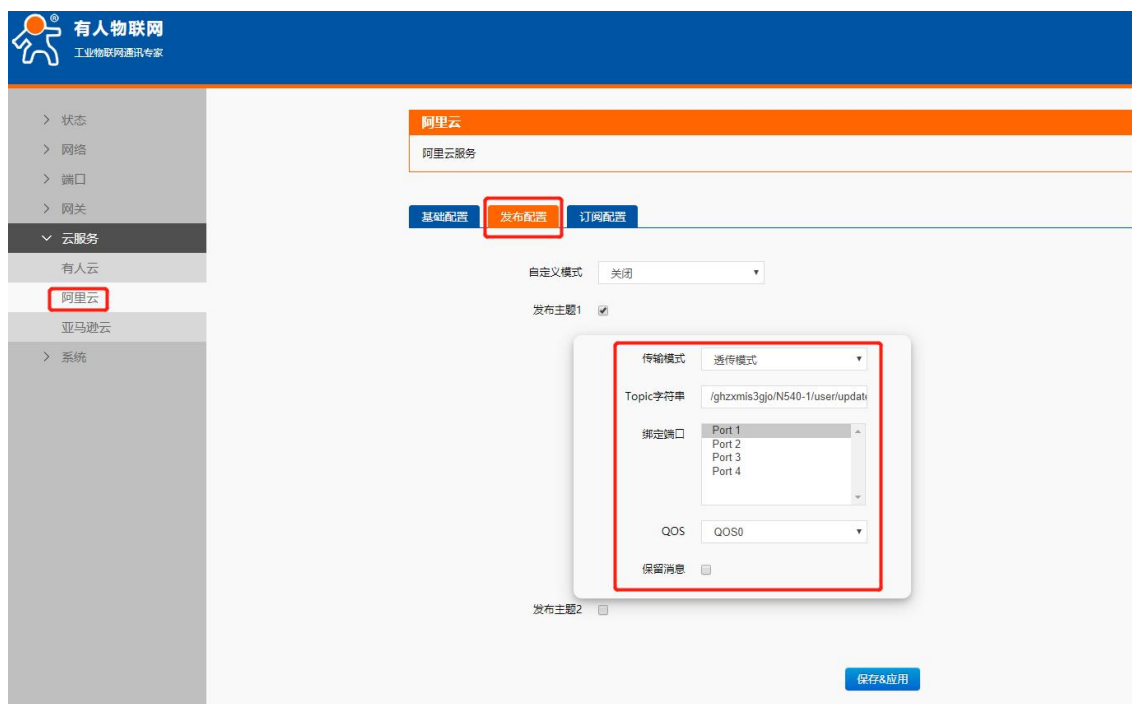 有人物联网
工业物联网通讯专家
状态
网络
端口
网关
云服务
有人云
阿里云
亚马逊云
系统
阿里云
阿里云服务
基础配置 发布配置 订阅配置
自定义模式 关闭
发布主题1
传输模式 透传模式
Topic字符串 /ghzxmis3gjo/N540-1/user/update
绑定端口 Port 1
Port 2
Port 3
Port 4
QOS QOS0
保留消息
发布主题2
保存&应用